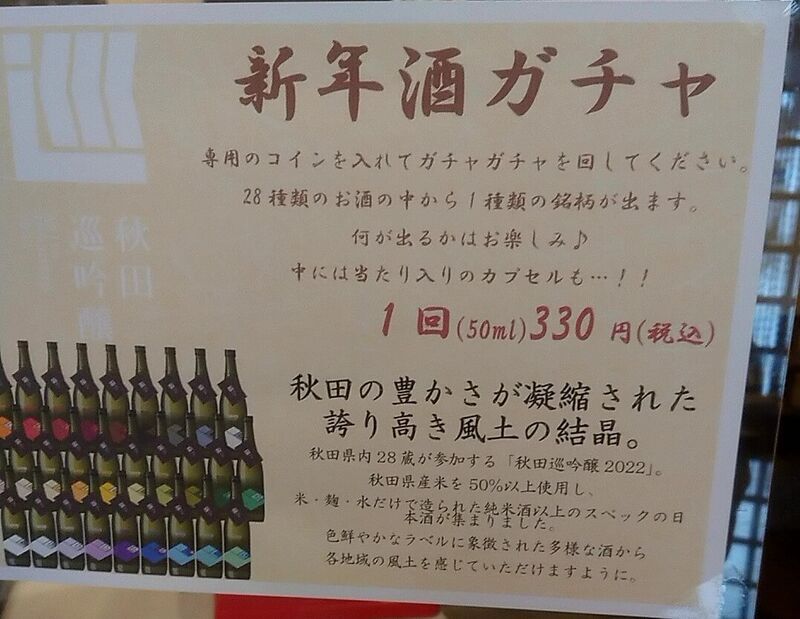 新年酒ガチャ
専用のコインを入れてガチャガチャを回してください。
28種類のお酒の中から1種類の銘柄が出ます。
何が出るかはお楽しみ♪
中には当たり入りのカプセルも…！！
1回(50ml)330円(税込)
秋田の豊かさが凝縮された
誇り高き風土の結晶。
秋田県内28蔵が参加する「秋田巡吟醸2022」。
秋田県産米を50%以上使用し、
米・麹・水だけで造られた純米酒以上のスペックの日
本酒が集まりました。
色鮮やかなラベルに象徴された多様な酒から
各地域の風土を感じていただけますように。
巡
秋田
巡吟醸